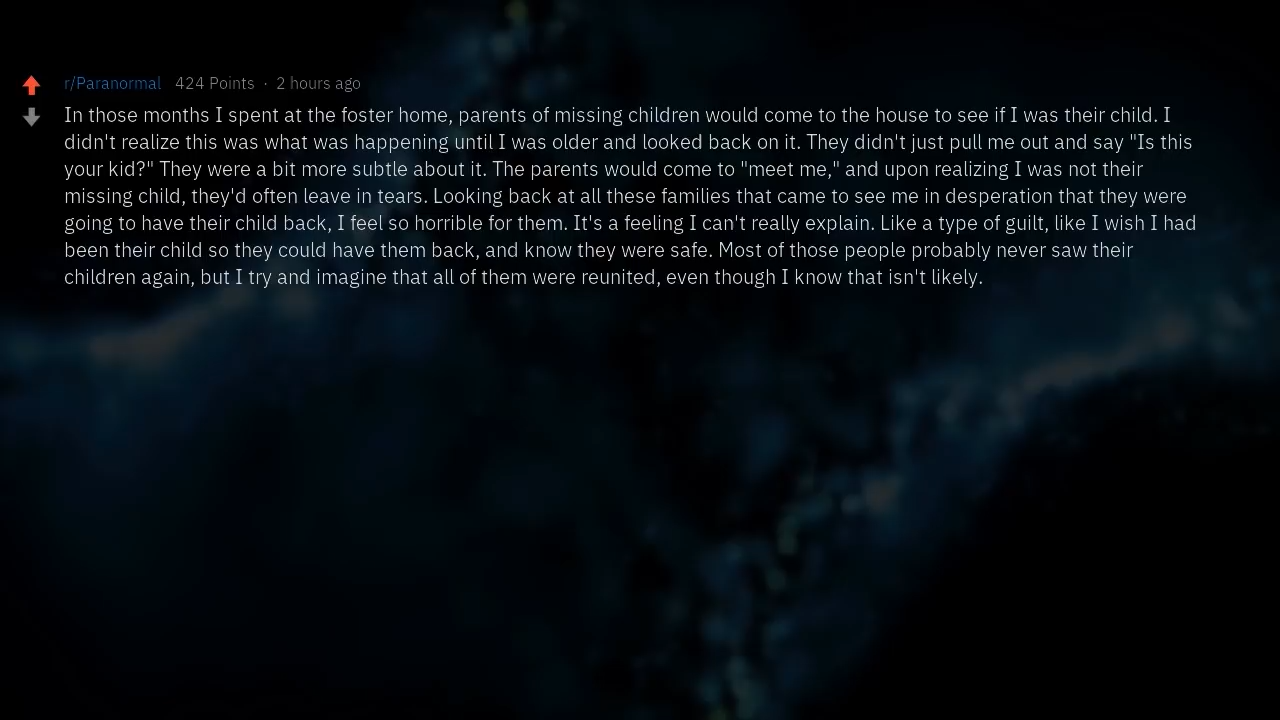 r/Paranormal 424 Points · 2 hours ago
In those months I spent at the foster home, parents of missing children would come to the house to see if I was their child. I
didn't realize this was what was happening until I was older and looked back on it. They didn't just pull me out and say "Is this
your kid?" They were a bit more subtle about it. The parents would come to "meet me," and upon realizing I was not their
missing child, they'd often leave in tears. Looking back at all these families that came to see me in desperation that they were
going to have their child back, I feel so horrible for them. It's a feeling I can't really explain. Like a type of guilt, like I wish I had
been their child so they could have them back, and know they were safe. Most of those people probably never saw their
children again, but I try and imagine that all of them were reunited, even though I know that isn't likely.